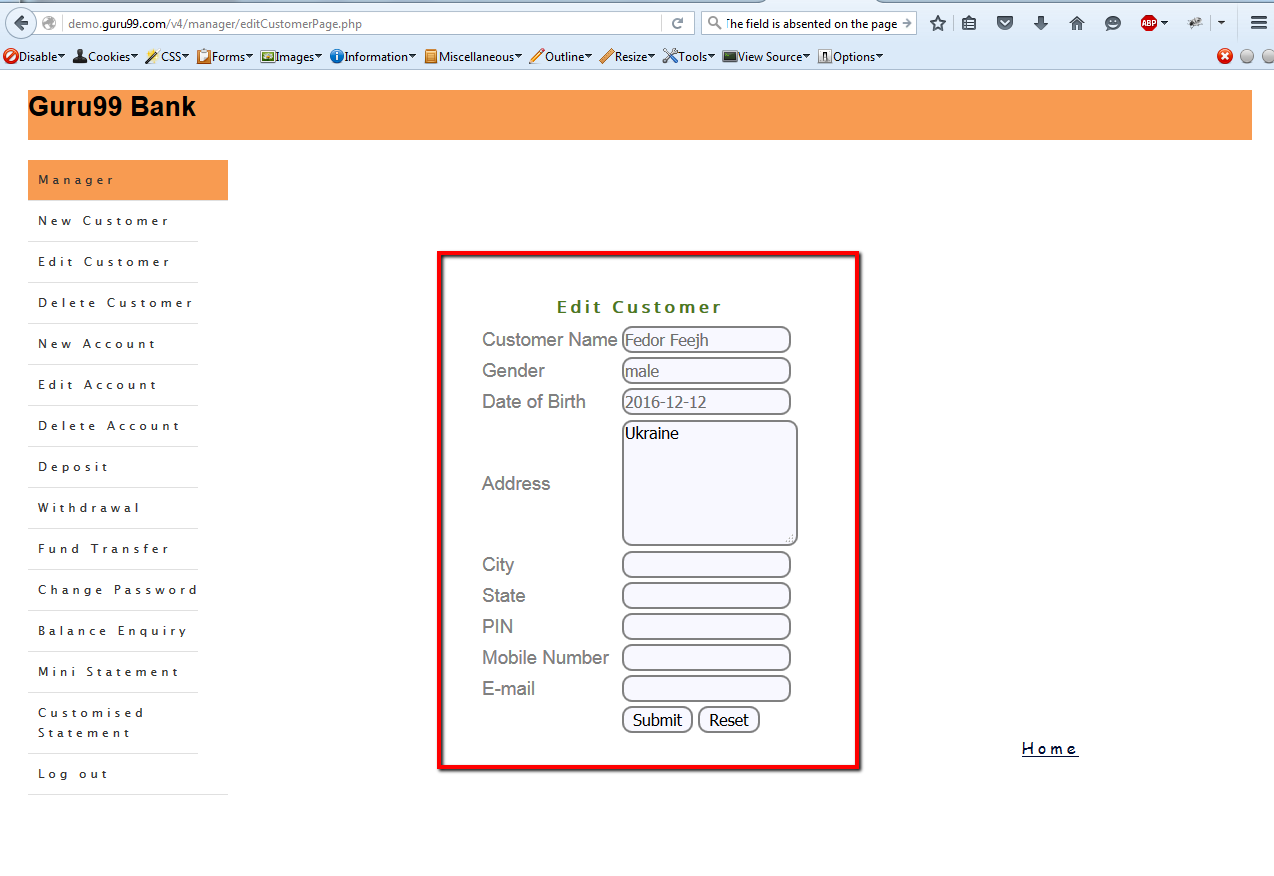 demo.guru99.com/v4/manager/editCustomerPage.php
The field is absented on the page
ABP
Disable Cookies CSS Forms Images Information Miscellaneous Outline Resize Tools View Source Options
Guru99 Bank
Manager
New Customer
Edit Customer
Delete Customer
New Account
Edit Account
Delete Account
Deposit
Withdrawal
Fund Transfer
Change Password
Balance Enquiry
Mini Statement
Customised
Statement
Log out
Edit Customer
Customer Name Fedor Feejh
Gender male
Date of Birth 2016-12-12
Address Ukraine
City
State
PIN
Mobile Number
E-mail
Submit Reset
Home